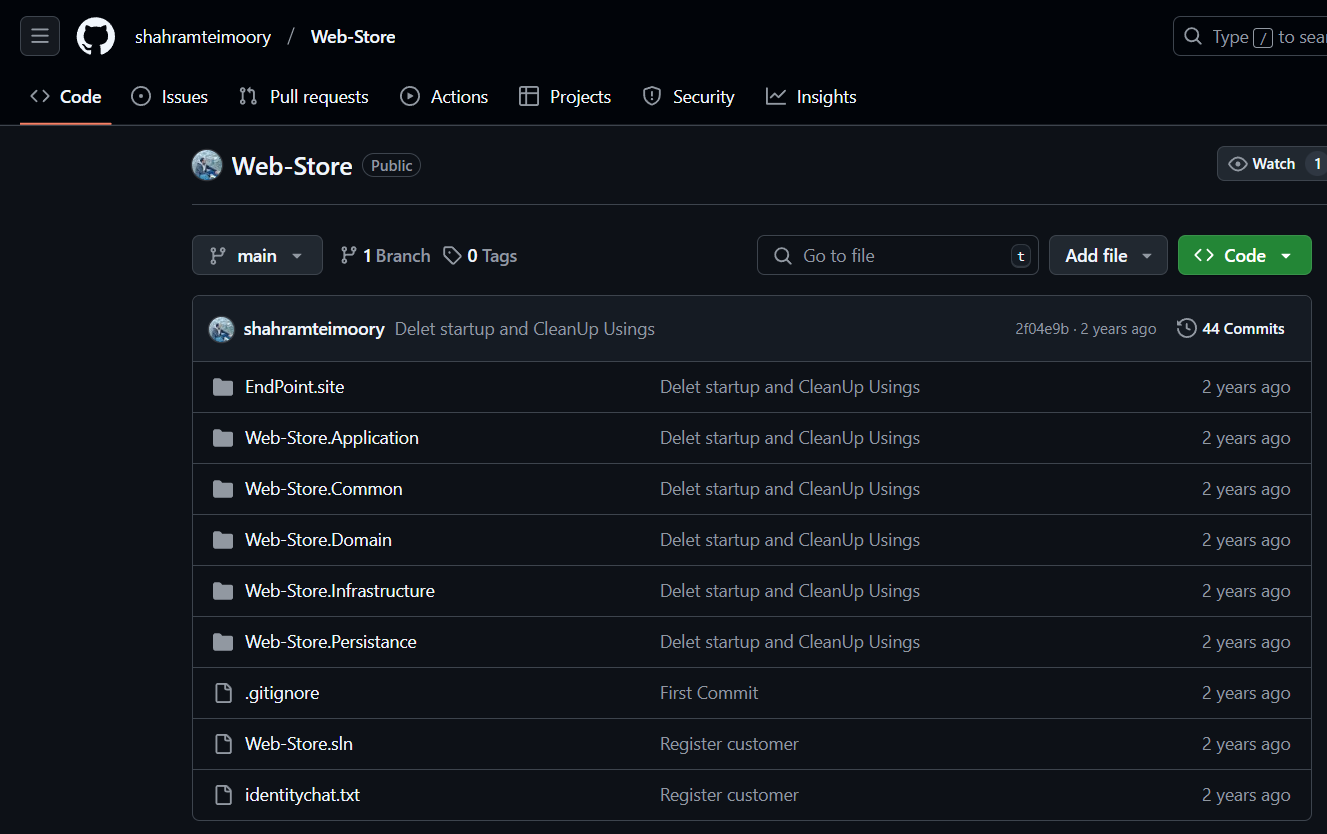 shahramteimoory / Web-Store
Type / to sear
Code Issues Pull requests Actions Projects Security Insights
Web-Store Public
Watch 1
main 1 Branch 0 Tags
Go to file t
Add file
Code
shahramteimoory Delet startup and CleanUp Usings 2f04e9b · 2 years ago 44 Commits
EndPoint.site Delet startup and CleanUp Usings 2 years ago
Web-Store.Application Delet startup and CleanUp Usings 2 years ago
Web-Store.Common Delet startup and CleanUp Usings 2 years ago
Web-Store.Domain Delet startup and CleanUp Usings 2 years ago
Web-Store.Infrastructure Delet startup and CleanUp Usings 2 years ago
Web-Store.Persistance Delet startup and CleanUp Usings 2 years ago
.gitignore First Commit 2 years ago
Web-Store.sln Register customer 2 years ago
identitychat.txt Register customer 2 years ago